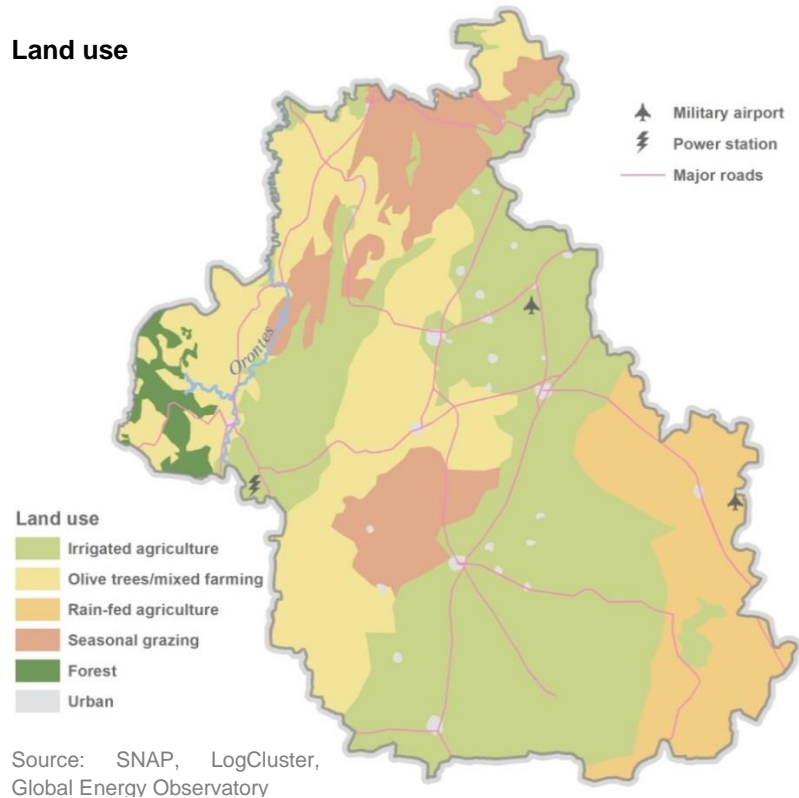 Land use
Military airport
Power station
Major roads
Orontes
Land use
Irrigated agriculture
Olive trees/mixed farming
Rain-fed agriculture
Seasonal grazing
Forest
Urban
Source: SNAP, LogCluster,
Global Energy Observatory